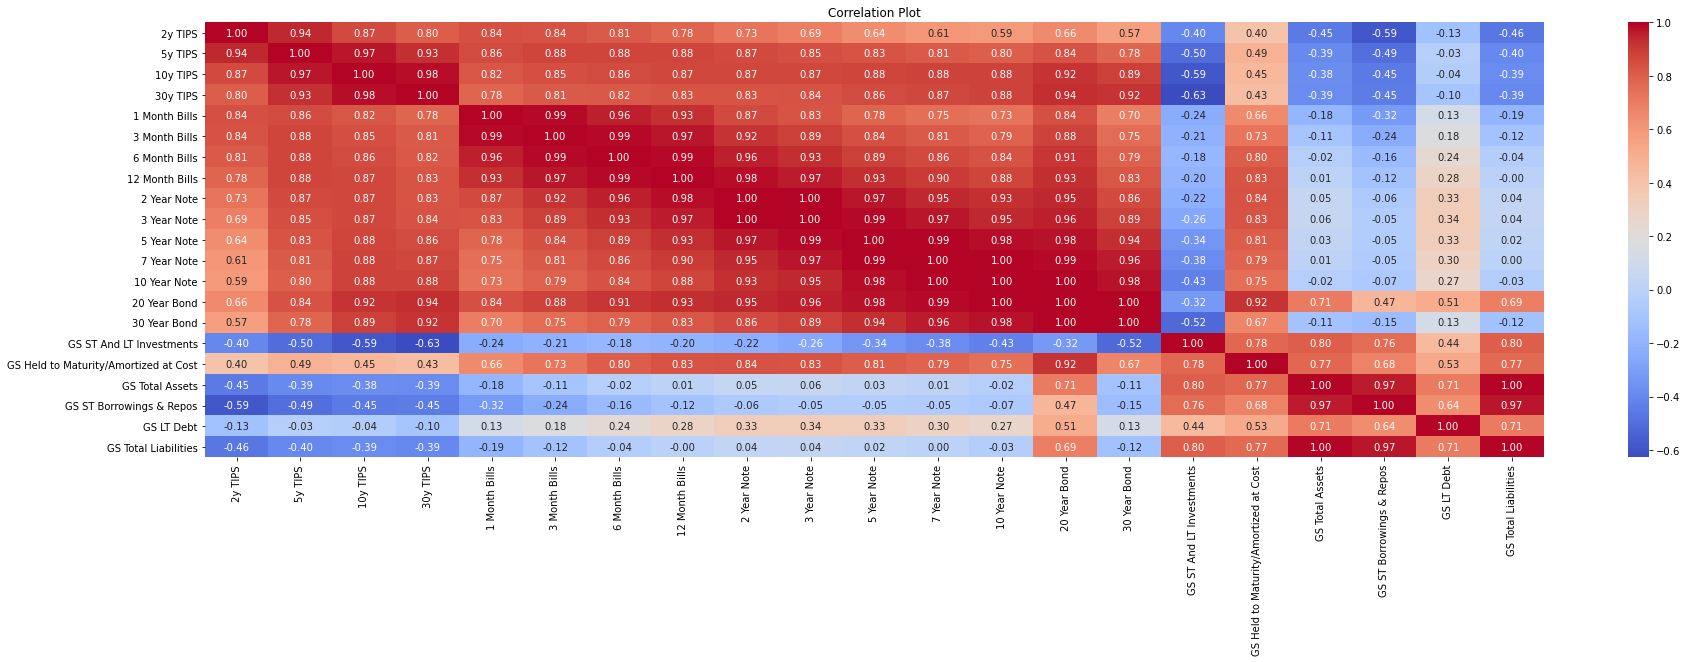 Correlation Plot
2y TIPS 1.00 0.94 0.87 0.80 0.84 0.84 0.81 0.78 0.73 0.69 0.64 0.61 0.59 0.66 0.57 -0.40 0.40 -0.45 -0.59 -0.13 -0.46
5y TIPS 0.94 1.00 0.97 0.93 0.86 0.88 0.88 0.88 0.87 0.85 0.83 0.81 0.80 0.84 0.78 -0.50 0.49 -0.39 -0.49 -0.03 -0.40
10y TIPS 0.87 0.97 1.00 0.98 0.82 0.85 0.86 0.87 0.87 0.87 0.88 0.88 0.88 0.92 0.89 -0.59 0.45 -0.38 -0.45 -0.04 -0.39
30y TIPS 0.80 0.93 0.98 1.00 0.78 0.81 0.82 0.83 0.83 0.84 0.86 0.87 0.88 0.94 0.92 -0.63 0.43 -0.39 -0.45 -0.10 -0.39
1 Month Bills 0.84 0.86 0.82 0.78 1.00 0.99 0.96 0.93 0.87 0.83 0.78 0.75 0.73 0.84 0.70 -0.24 0.66 -0.18 -0.32 0.13 -0.19
3 Month Bills 0.84 0.88 0.85 0.81 0.99 1.00 0.99 0.97 0.92 0.89 0.84 0.81 0.79 0.88 0.75 -0.21 0.73 -0.11 -0.24 0.18 -0.12
6 Month Bills 0.81 0.88 0.86 0.82 0.96 0.99 1.00 0.99 0.96 0.93 0.89 0.86 0.84 0.91 0.79 -0.18 0.80 -0.02 -0.16 0.24 -0.04
12 Month Bills 0.78 0.88 0.87 0.83 0.93 0.97 0.99 1.00 0.98 0.97 0.93 0.90 0.88 0.93 0.83 -0.20 0.83 0.01 -0.12 0.28 -0.00
2 Year Note 0.73 0.87 0.87 0.83 0.87 0.92 0.96 0.98 1.00 1.00 0.97 0.95 0.93 0.95 0.86 -0.22 0.84 0.05 -0.06 0.33 0.04
3 Year Note 0.69 0.85 0.87 0.84 0.83 0.89 0.93 0.97 1.00 1.00 0.99 0.97 0.95 0.96 0.89 -0.26 0.83 0.06 -0.05 0.34 0.04
5 Year Note 0.64 0.83 0.88 0.86 0.78 0.84 0.89 0.93 0.97 0.99 1.00 0.99 0.98 0.98 0.94 -0.34 0.81 0.03 -0.05 0.33 0.02
7 Year Note 0.61 0.81 0.88 0.87 0.75 0.81 0.86 0.90 0.95 0.97 0.99 1.00 1.00 0.99 0.96 -0.38 0.79 0.01 -0.05 0.30 0.00
10 Year Note 0.59 0.80 0.88 0.88 0.73 0.79 0.84 0.88 0.93 0.95 0.98 1.00 1.00 1.00 0.98 -0.43 0.75 -0.02 -0.07 0.27 -0.03
20 Year Bond 0.66 0.84 0.92 0.94 0.84 0.88 0.91 0.93 0.95 0.96 0.98 0.99 1.00 1.00 1.00 -0.32 0.92 0.71 0.47 0.51 0.69
30 Year Bond 0.57 0.78 0.89 0.92 0.70 0.75 0.79 0.83 0.86 0.89 0.94 0.96 0.98 1.00 1.00 -0.52 0.67 -0.11 -0.15 0.13 -0.12
GS ST And LT Investments -0.40 -0.50 -0.59 -0.63 -0.24 -0.21 -0.18 -0.20 -0.22 -0.26 -0.34 -0.38 -0.43 -0.32 -0.52 1.00 0.78 0.80 0.76 0.44 0.80
GS Held to Maturity/Amortized at Cost 0.40 0.49 0.45 0.43 0.66 0.73 0.80 0.83 0.84 0.83 0.81 0.79 0.75 0.92 0.67 0.78 1.00 0.77 0.68 0.53 0.77
GS Total Assets -0.45 -0.39 -0.38 -0.39 -0.18 -0.11 -0.02 0.01 0.05 0.06 0.03 0.01 -0.02 0.71 -0.11 0.80 0.77 1.00 0.97 0.71 1.00
GS ST Borrowings & Repos -0.59 -0.49 -0.45 -0.45 -0.32 -0.24 -0.16 -0.12 -0.06 -0.05 -0.05 -0.05 -0.07 0.47 -0.15 0.76 0.68 0.97 1.00 0.64 0.97
GS LT Debt -0.13 -0.03 -0.04 -0.10 0.13 0.18 0.24 0.28 0.33 0.34 0.33 0.30 0.27 0.51 0.13 0.44 0.53 0.71 0.64 1.00 0.71
GS Total Liabilities -0.46 -0.40 -0.39 -0.39 -0.19 -0.12 -0.04 -0.00 0.04 0.04 0.02 0.00 -0.03 0.69 -0.12 0.80 0.77 1.00 0.97 0.71 1.00
2y TIPS
5y TIPS
10y TIPS
30y TIPS
1 Month Bills
3 Month Bills
6 Month Bills
12 Month Bills
2 Year Note
3 Year Note
5 Year Note
7 Year Note
10 Year Note
20 Year Bond
30 Year Bond
GS ST And LT Investments
GS Held to Maturity/Amortized at Cost
GS Total Assets
GS ST Borrowings & Repos
GS LT Debt
GS Total Liabilities
1.0
0.8
0.6
0.4
0.2
0.0
−0.2
−0.4
−0.6